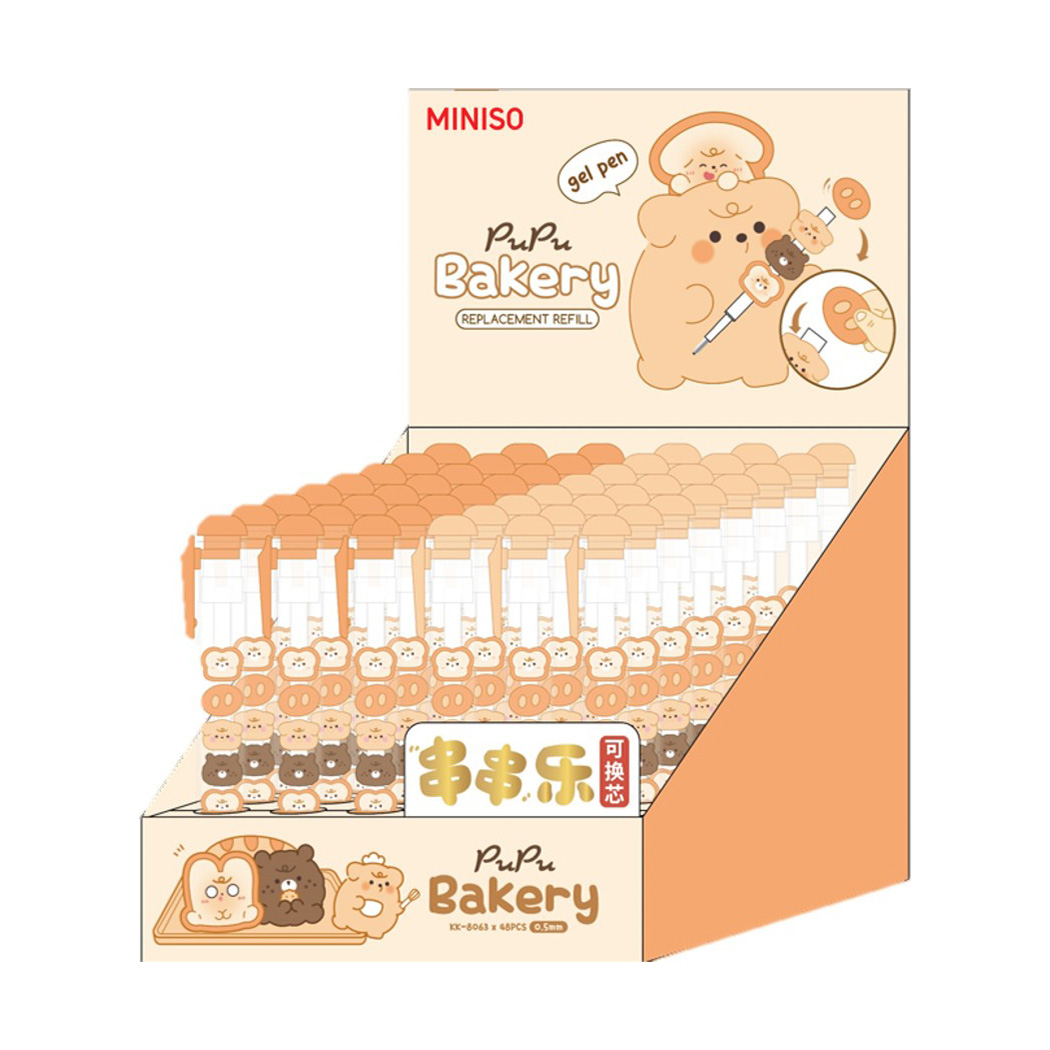 MINISO
gel pen
PuPu
Bakery
REPLACEMENT REFILL
串串乐
可换芯
PuPu
Bakery
KK-8063 x 48PCS 0.5mm